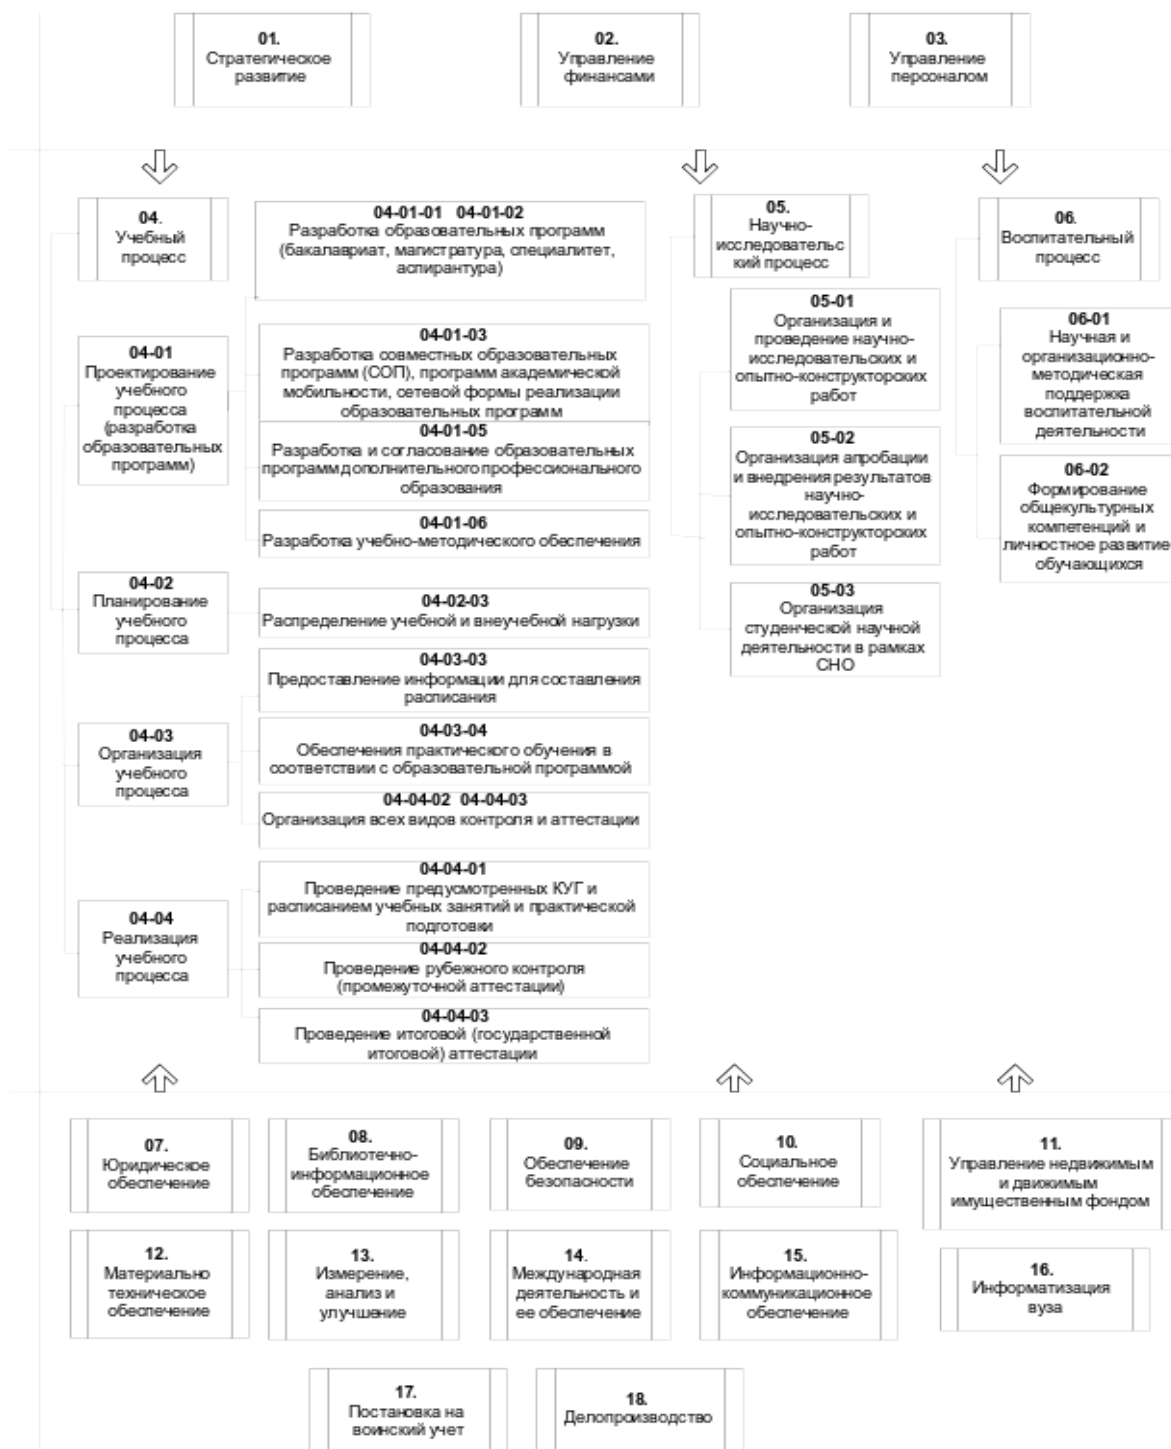 01.
Стратегическое
развитие
02.
Управление
финансами
03.
Управление
персоналом
04.
Учебный
процесс
04-01-01   04-01-02
Разработка образовательных программ
(бакалавриат, магистратура, специалитет,
аспирантура)
05.
Научно-
исследовательс
кий процесс
06.
Воспитательный
процесс
04-01
Проектирование
учебного
процесса
(разработка
образовательных
программ)
04-01-03
Разработка совместных образовательных
программ (СОП), программ академической
мобильности, сетевой формы реализации
образовательных программ
04-01-05
Разработка и согласование образовательных
программ дополнительного профессионального
образования
04-01-06
Разработка учебно-методического обеспечения
05-01
Организация и
проведение научно-
исследовательских и
опытно-конструкторских
работ
05-02
Организация апробации
и внедрения результатов
научно-
исследовательских и
опытно-конструкторских
работ
05-03
Организация
студенческой научной
деятельности в рамках
СНО
06-01
Научная и
организационно-
методическая
поддержка
воспитательной
деятельности
06-02
Формирование
общекультурных
компетенций и
личностное развитие
обучающихся
04-02
Планирование
учебного
процесса
04-02-03
Распределение учебной и внеучебной нагрузки
04-03
Организация
учебного
процесса
04-03-03
Предоставление информации для составления
расписания
04-03-04
Обеспечения практического обучения в
соответствии с образовательной программой
04-04-02  04-04-03
Организация всех видов контроля и аттестации
04-04
Реализация
учебного
процесса
04-04-01
Проведение предусмотренных КУГ и
расписанием учебных занятий и практической
подготовки
04-04-02
Проведение рубежного контроля
(промежуточной аттестации)
04-04-03
Проведение итоговой (государственной
итоговой) аттестации
07.
Юридическое
обеспечение
08.
Библиотечно-
информационное
обеспечение
09.
Обеспечение
безопасности
10.
Социальное
обеспечение
11.
Управление недвижимым
и движимым
имущественным фондом
12.
Материально
техническое
обеспечение
13.
Измерение,
анализ и
улучшение
14.
Международная
деятельность и
ее обеспечение
15.
Информационно-
коммуникационное
обеспечение
16.
Информатизация
вуза
17.
Постановка на
воинский учет
18.
Делопроизводство